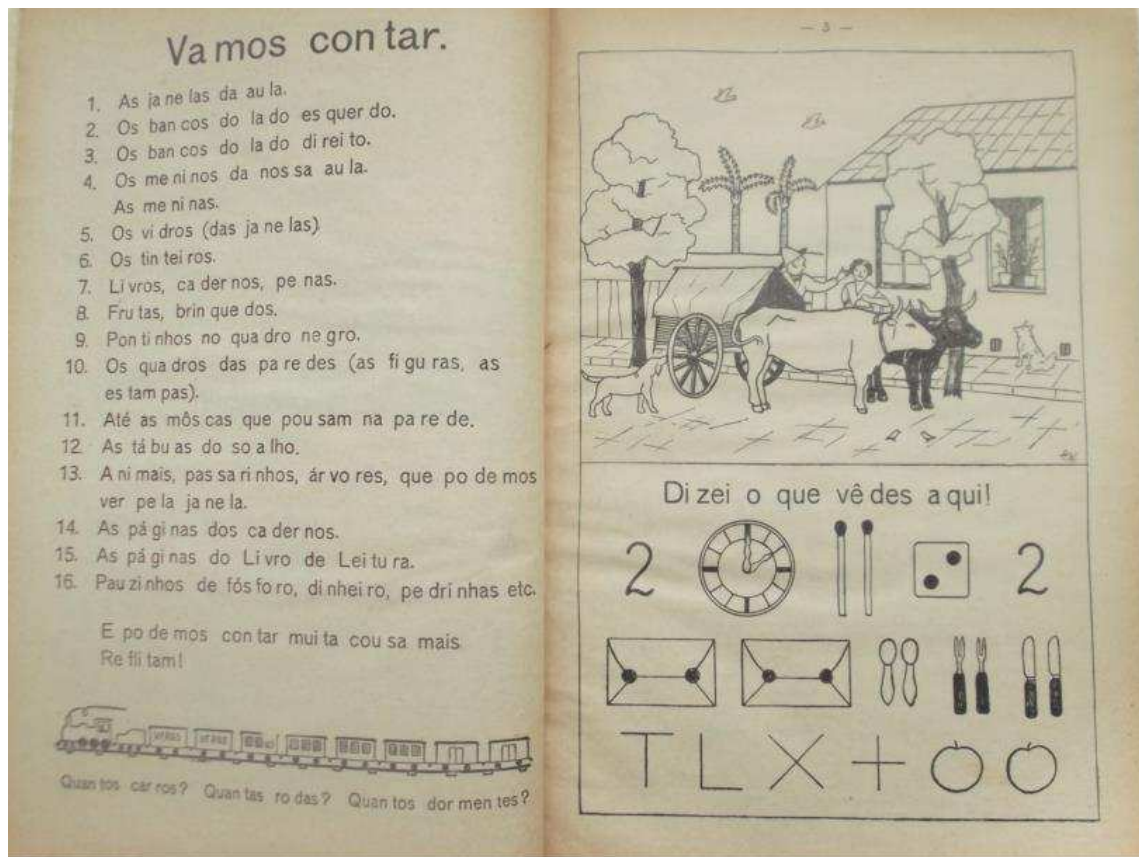 Va mos con tar.
1. As ja ne las da au la.
2. Os ban cos do la do es quer do.
3. Os ban cos do la do di rei to.
4. Os me ni nos da nos sa au la.
As me ni nas.
5. Os vi dros (das ja ne las)
6. Os tin tei ros.
7. Li vros, ca der nos, pe nas.
8. Fru tas, brin que dos.
9. Pon ti nhos no qua dro ne gro.
10. Os qua dros das pa re des (as fi gu ras, as
es tam pas).
11. Até as môs cas que pou sam na pa re de.
12 As tá bu as do so a lho.
13. A ni mais, pas sa ri nhos, ár vo res, que po de mos
ver pe la ja ne la.
14. As pá gi nas dos ca der nos.
15. As pá gi nas do Li vro de Lei tu ra.
16. Pau zi nhos de fós fo ro, di nhei ro, pe dri nhas etc.
E po de mos con tar mui ta cou sa mais
Re fli tam!
Quan tos car ros? Quan tas ro das? Quan tos dor men tes?
— 3 —
Di zei o que vê des a qui!
2 2
T L X +